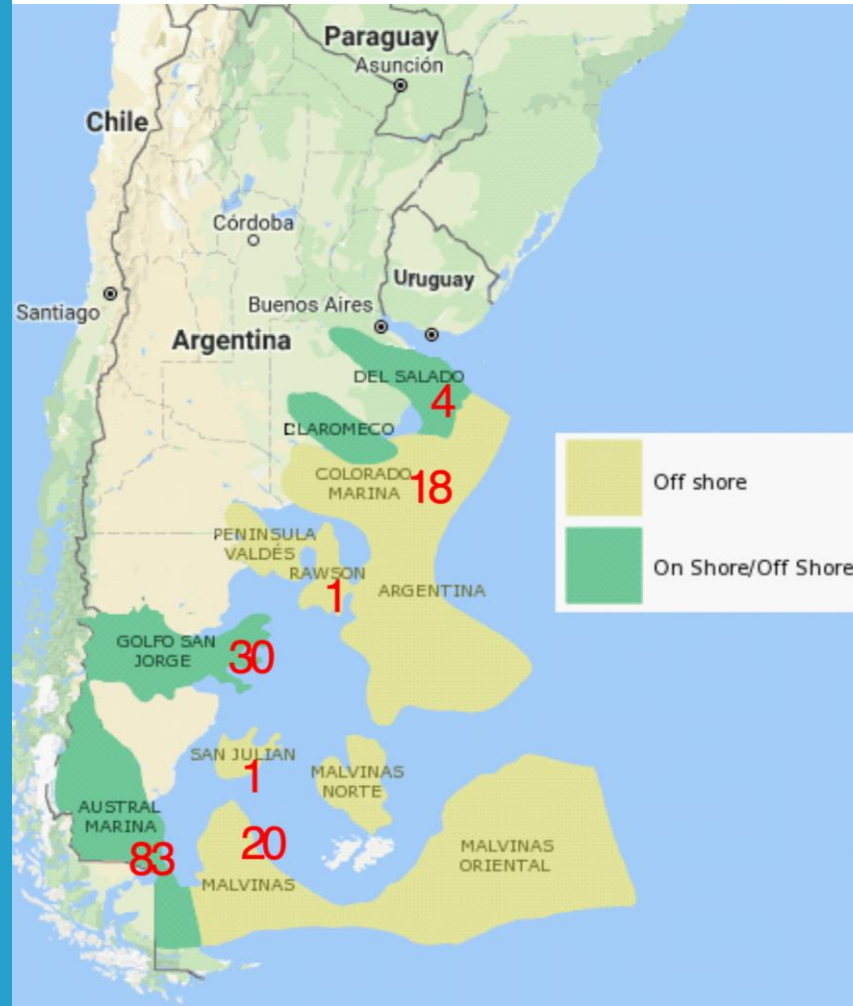 Paraguay
Asunción
Chile
Córdoba
Uruguay
Santiago
Buenos Aires
Argentina
DEL SALADO
4
CLAROMECO
COLORADO
MARINA
18
PENINSULA
VALDÉS
RAWSON
1
ARGENTINA
GOLFO SAN
JORGE
30
SAN JULIAN
1
MALVINAS
NORTE
AUSTRAL
MARINA
83
20
MALVINAS
MALVINAS
ORIENTAL
Off shore
On Shore/Off Shore